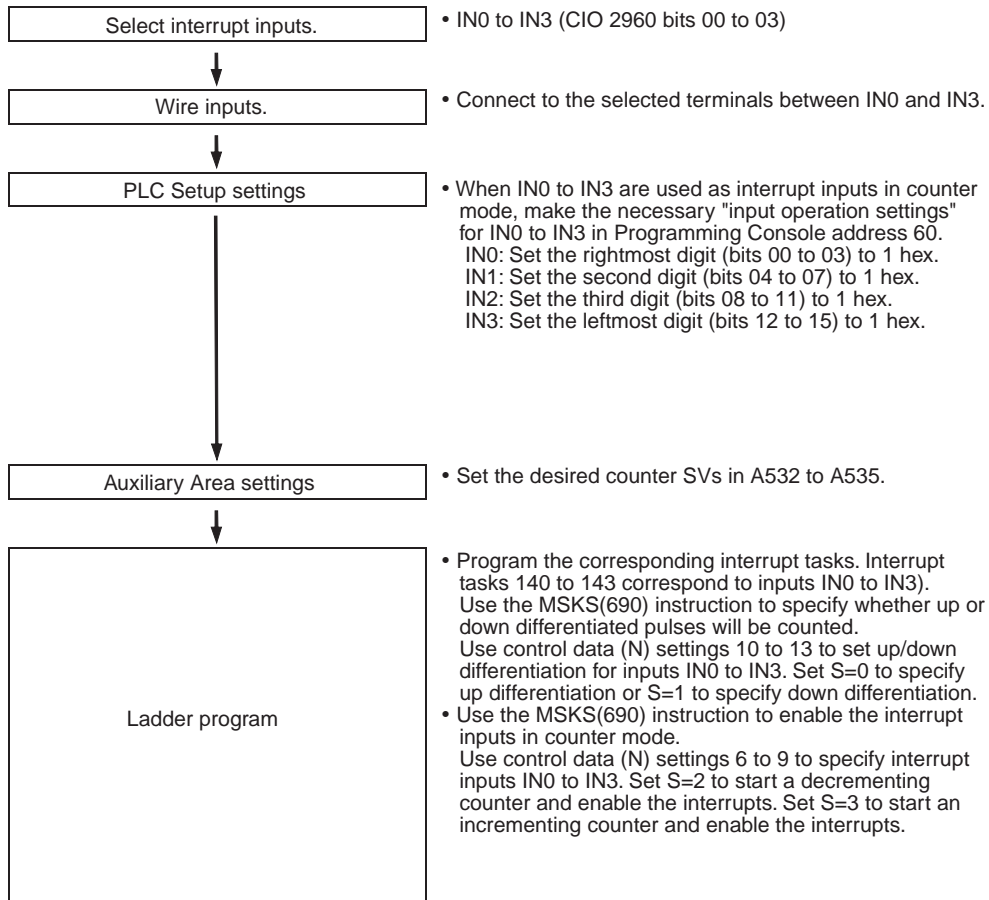 Select interrupt inputs.
• IN0 to IN3 (CIO 2960 bits 00 to 03)
Wire inputs.
• Connect to the selected terminals between IN0 and IN3.
PLC Setup settings
• When IN0 to IN3 are used as interrupt inputs in counter
mode, make the necessary "input operation settings"
for IN0 to IN3 in Programming Console address 60.
IN0: Set the rightmost digit (bits 00 to 03) to 1 hex.
IN1: Set the second digit (bits 04 to 07) to 1 hex.
IN2: Set the third digit (bits 08 to 11) to 1 hex.
IN3: Set the leftmost digit (bits 12 to 15) to 1 hex.
Auxiliary Area settings
• Set the desired counter SVs in A532 to A535.
Ladder program
• Program the corresponding interrupt tasks. Interrupt
tasks 140 to 143 correspond to inputs IN0 to IN3).
Use the MSKS(690) instruction to specify whether up or
down differentiated pulses will be counted.
Use control data (N) settings 10 to 13 to set up/down
differentiation for inputs IN0 to IN3. Set S=0 to specify
up differentiation or S=1 to specify down differentiation.
• Use the MSKS(690) instruction to enable the interrupt
inputs in counter mode.
Use control data (N) settings 6 to 9 to specify interrupt
inputs IN0 to IN3. Set S=2 to start a decrementing
counter and enable the interrupts. Set S=3 to start an
incrementing counter and enable the interrupts.